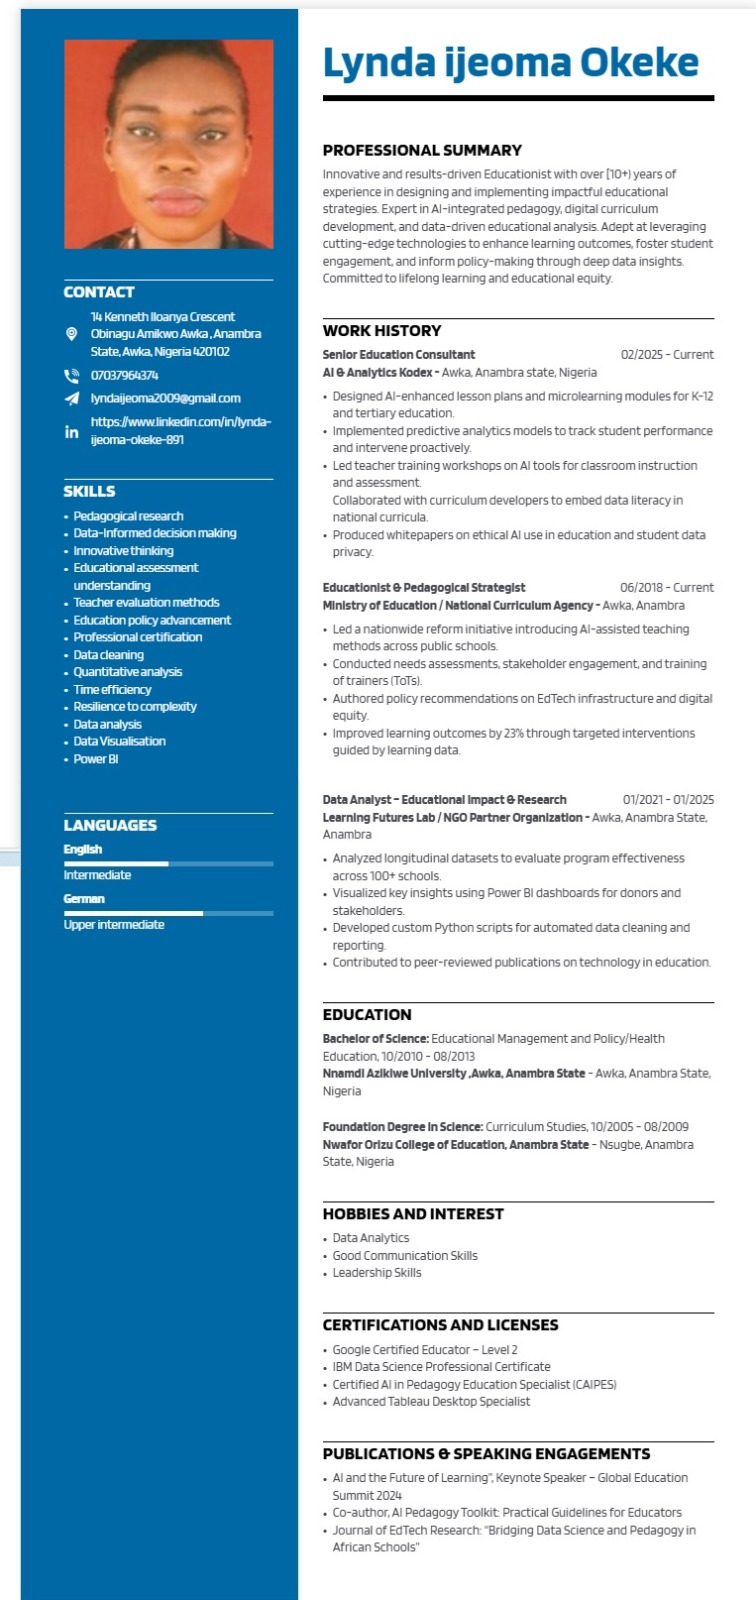 Lynda ijeoma Okeke
CONTACT
14 Kenneth Iloanya Crescent
Obinagu Amikwo Awka , Anambra
State, Awka, Nigeria 420102
07037964374
lyndaijeoma2009@gmail.com
https://www.linkedin.com/in/lynda-
ijeoma-okeke-891
SKILLS
• Pedagogical research
• Data-Informed decision making
• Innovative thinking
• Educational assessment
understanding
• Teacher evaluation methods
• Education policy advancement
• Professional certification
• Data cleaning
• Quantitative analysis
• Time efficiency
• Resilience to complexity
• Data analysis
• Data Visualisation
• Power BI
LANGUAGES
English
Intermediate
German
Upper intermediate
PROFESSIONAL SUMMARY
Innovative and results-driven Educationist with over [10+) years of
experience in designing and implementing impactful educational
strategies. Expert in AI-integrated pedagogy, digital curriculum
development, and data-driven educational analysis. Adept at leveraging
cutting-edge technologies to enhance learning outcomes, foster student
engagement, and inform policy-making through deep data insights.
Committed to lifelong learning and educational equity.
WORK HISTORY
Senior Education Consultant 02/2025 - Current
AI & Analytics Kodex - Awka, Anambra state, Nigeria
• Designed AI-enhanced lesson plans and microlearning modules for K-12
and tertiary education.
• Implemented predictive analytics models to track student performance
and intervene proactively.
• Led teacher training workshops on AI tools for classroom instruction
and assessment.
Collaborated with curriculum developers to embed data literacy in
national curricula.
• Produced whitepapers on ethical AI use in education and student data
privacy.
Educationist & Pedagogical Strategist 06/2018 - Current
Ministry of Education / National Curriculum Agency - Awka, Anambra
• Led a nationwide reform initiative introducing AI-assisted teaching
methods across public schools.
• Conducted needs assessments, stakeholder engagement, and training
of trainers (ToTs).
• Authored policy recommendations on EdTech infrastructure and digital
equity.
• Improved learning outcomes by 23% through targeted interventions
guided by learning data.
Data Analyst – Educational Impact & Research 01/2021 - 01/2025
Learning Futures Lab / NGO Partner Organization - Awka, Anambra State,
Anambra
• Analyzed longitudinal datasets to evaluate program effectiveness
across 100+ schools.
• Visualized key insights using Power BI dashboards for donors and
stakeholders.
• Developed custom Python scripts for automated data cleaning and
reporting.
• Contributed to peer-reviewed publications on technology in education.
EDUCATION
Bachelor of Science: Educational Management and Policy/Health
Education, 10/2010 - 08/2013
Nnamdi Azikiwe University ,Awka, Anambra State - Awka, Anambra State,
Nigeria
Foundation Degree in Science: Curriculum Studies, 10/2005 - 08/2009
Nwafor Orizu College of Education, Anambra State - Nsugbe, Anambra
State, Nigeria
HOBBIES AND INTEREST
• Data Analytics
• Good Communication Skills
• Leadership Skills
CERTIFICATIONS AND LICENSES
• Google Certified Educator – Level 2
• IBM Data Science Professional Certificate
• Certified AI in Pedagogy Education Specialist (CAIPES)
• Advanced Tableau Desktop Specialist
PUBLICATIONS & SPEAKING ENGAGEMENTS
• AI and the Future of Learning", Keynote Speaker – Global Education
Summit 2024
• Co-author, AI Pedagogy Toolkit: Practical Guidelines for Educators
• Journal of EdTech Research: "Bridging Data Science and Pedagogy in
African Schools"